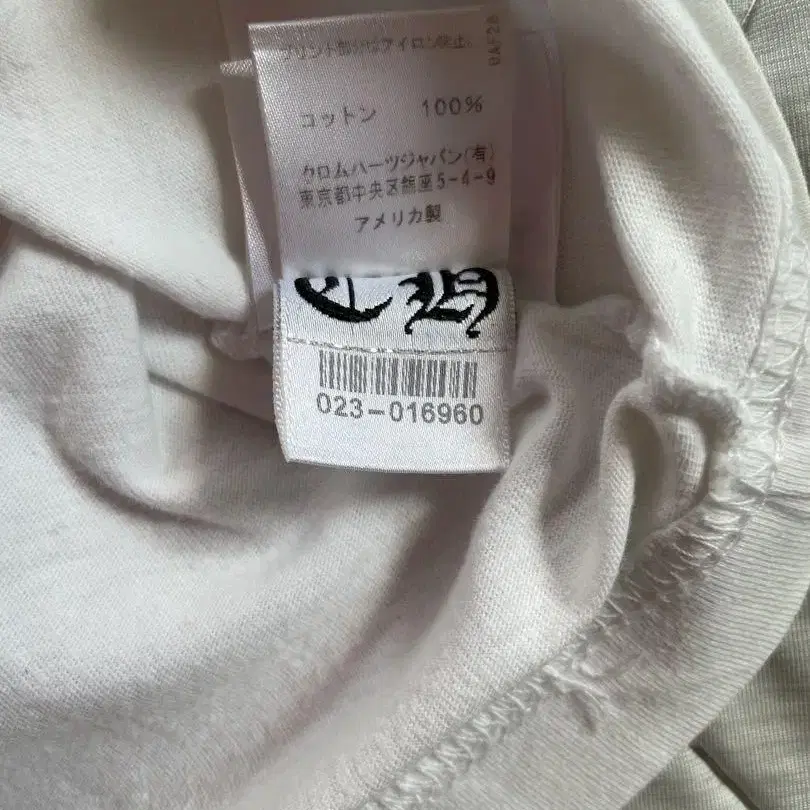 プリント部分はアイロン禁止。
コットン 100%
クロムハーツジャパン(有)
東京都中央区銀座5-4-9
アメリカ製
CH
023-016960